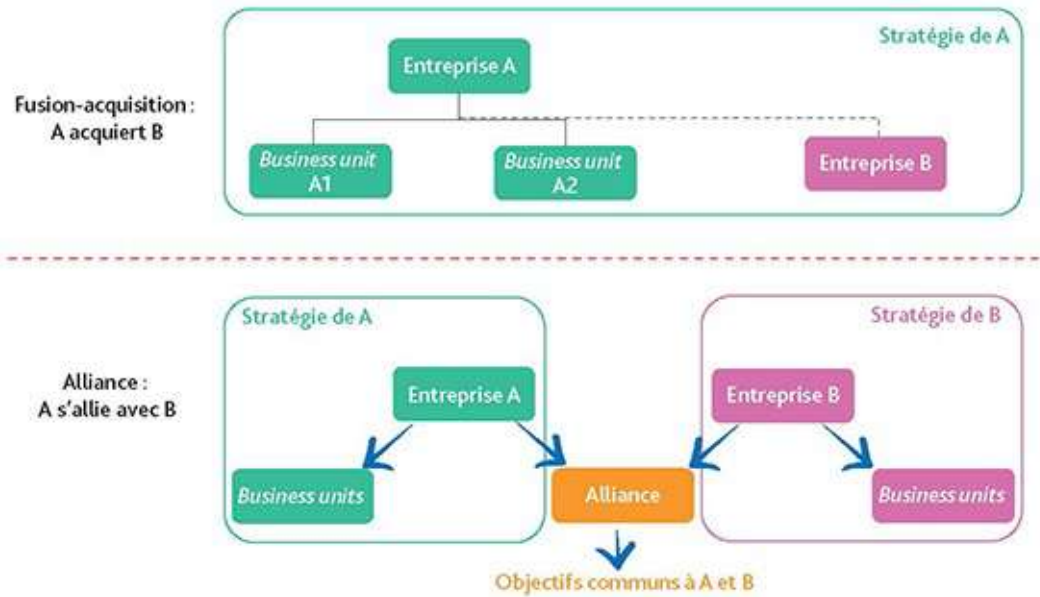 Stratégie de A
Entreprise A
Fusion-acquisition :
A acquiert B
Business unit
A1
Business unit
A2
Entreprise B
Stratégie de A
Stratégie de B
Alliance :
A s'allie avec B
Entreprise A
Entreprise B
Business units
Alliance
Business units
Objectifs communs à A et B